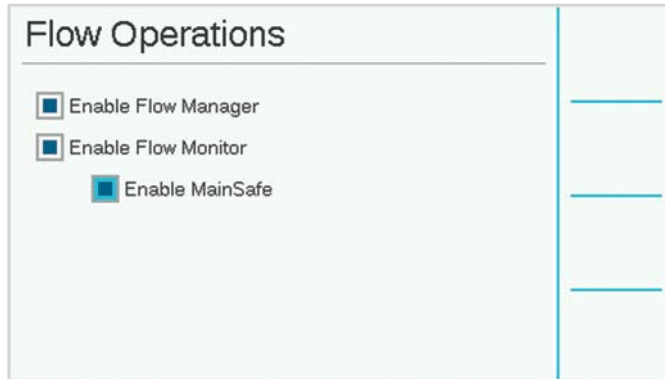 Flow Operations
Enable Flow Manager
Enable Flow Monitor
Enable MainSafe